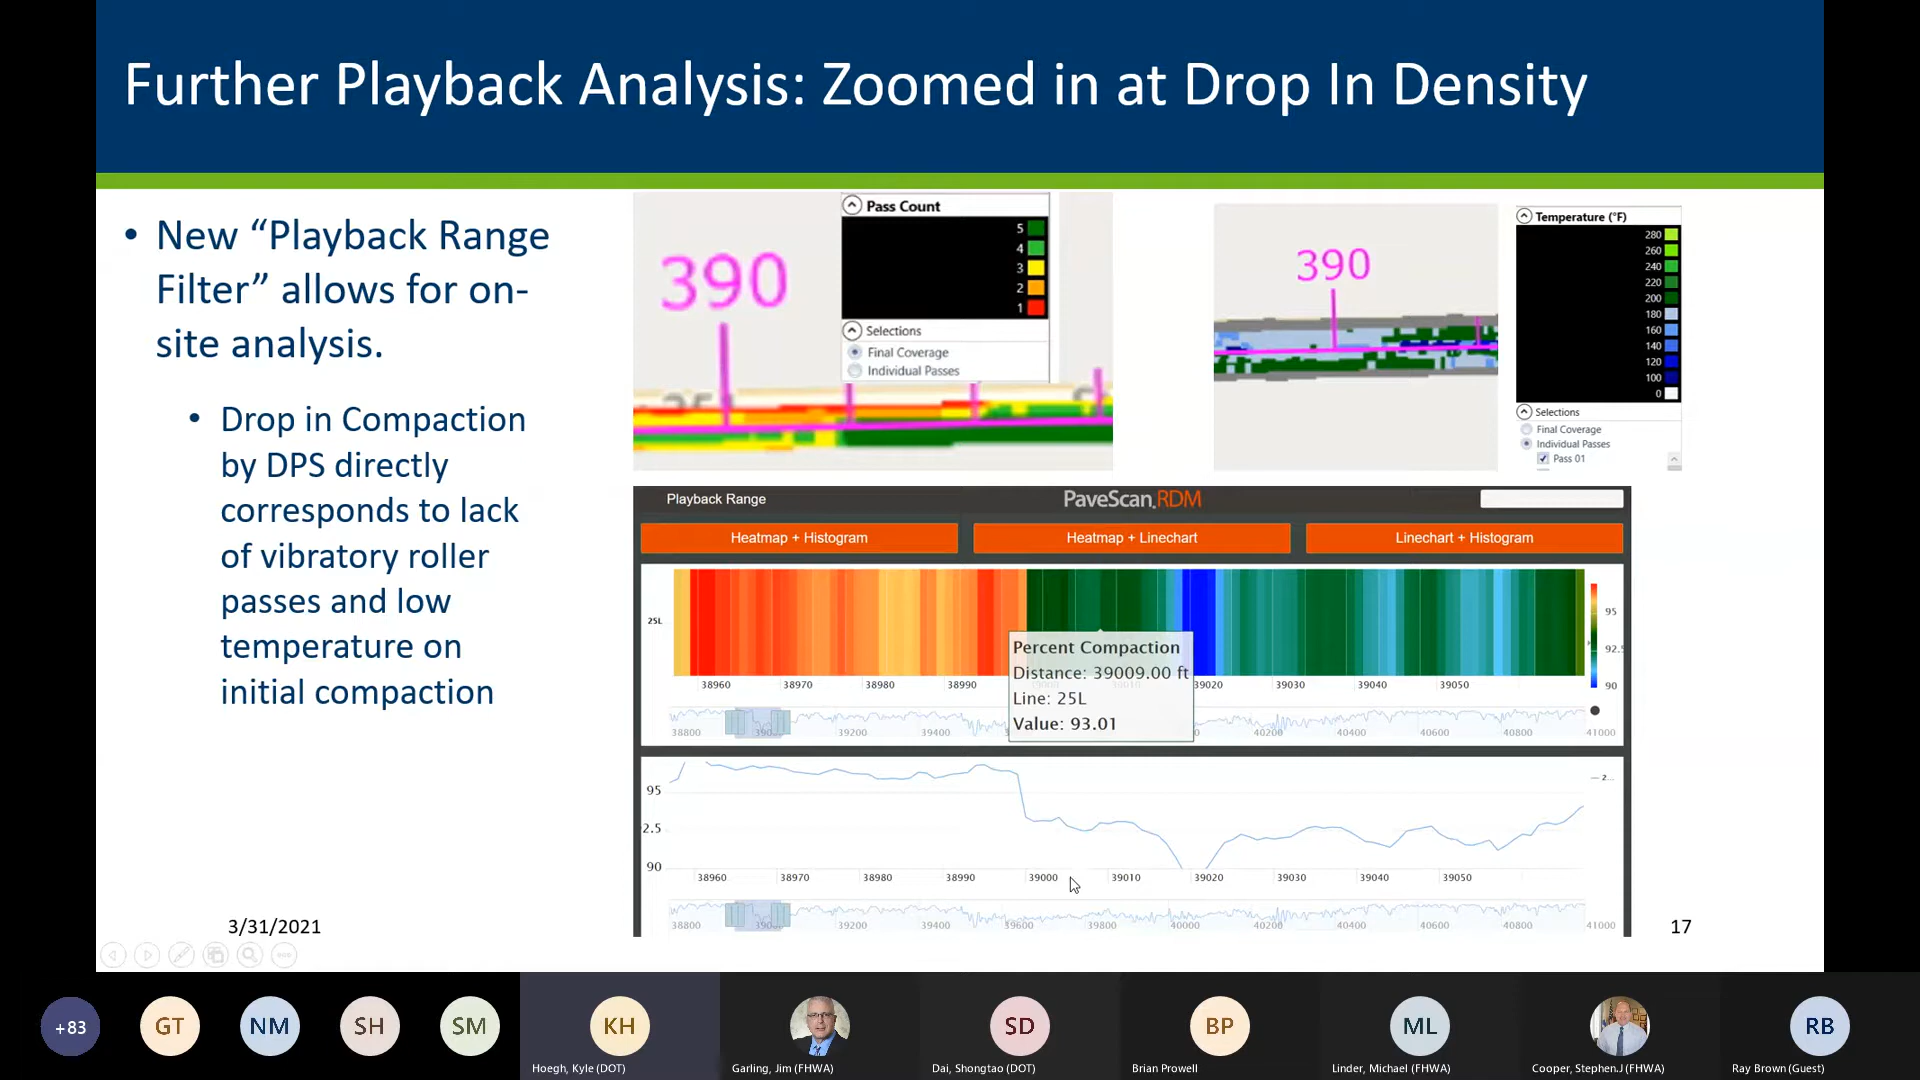 Further Playback Analysis: Zoomed in at Drop In Density
• New “Playback Range
Filter” allows for on-
site analysis.
• Drop in Compaction
by DPS directly
corresponds to lack
of vibratory roller
passes and low
temperature on
initial compaction
3/31/2021
17
390
Pass Count
5
4
3
2
1
Selections
Final Coverage
Individual Passes
390
Temperature (°F)
280
260
240
220
200
180
160
140
120
100
0
Selections
Final Coverage
Individual Passes
Pass 01
Playback Range
PaveScan.RDM
Heatmap + Histogram
Heatmap + Linechart
Linechart + Histogram
25L
95
92.5
90
38960 38970 38980 38990 39020 39030 39040 39050
Percent Compaction
Distance: 39009.00 ft
Line: 25L
Value: 93.01
38800 39200 39400 40200 40400 40600 40800 41000
95
2.5
90
2...
38960 38970 38980 38990 39000 39010 39020 39030 39040 39050
38800 39200 39400 39600 39800 40000 40200 40400 40600 40800 41000
+83
GT
NM
SH
SM
KH
SD
BP
ML
RB
Hoegh, Kyle (DOT)
Garling, Jim (FHWA)
Dai, Shongtao (DOT)
Brian Prowell
Linder, Michael (FHWA)
Cooper, Stephen.J (FHWA)
Ray Brown (Guest)